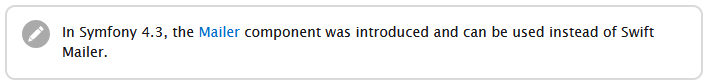 In Symfony 4.3, the Mailer component was introduced and can be used instead of Swift
Mailer.